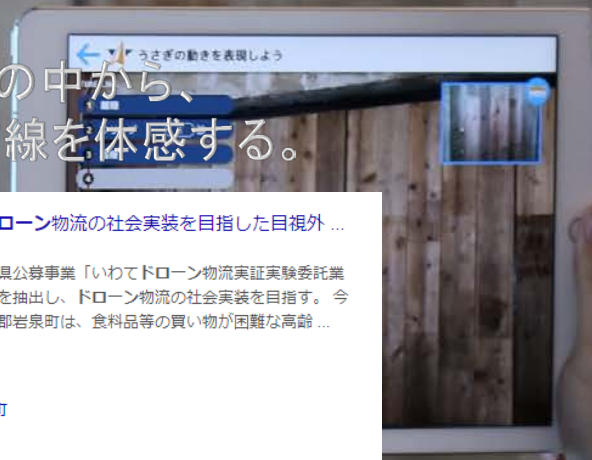 うさぎの動きを表現しよう
の中から、
線を体感する。
1
2
3
4
ローン物流の社会実装を目指した目視外 ...
県公募事業「いわてドローン物流実証実験委託業
を抽出し、ドローン物流の社会実装を目指す。 今
郡岩泉町は、食料品等の買い物が困難な高齢 ...
町